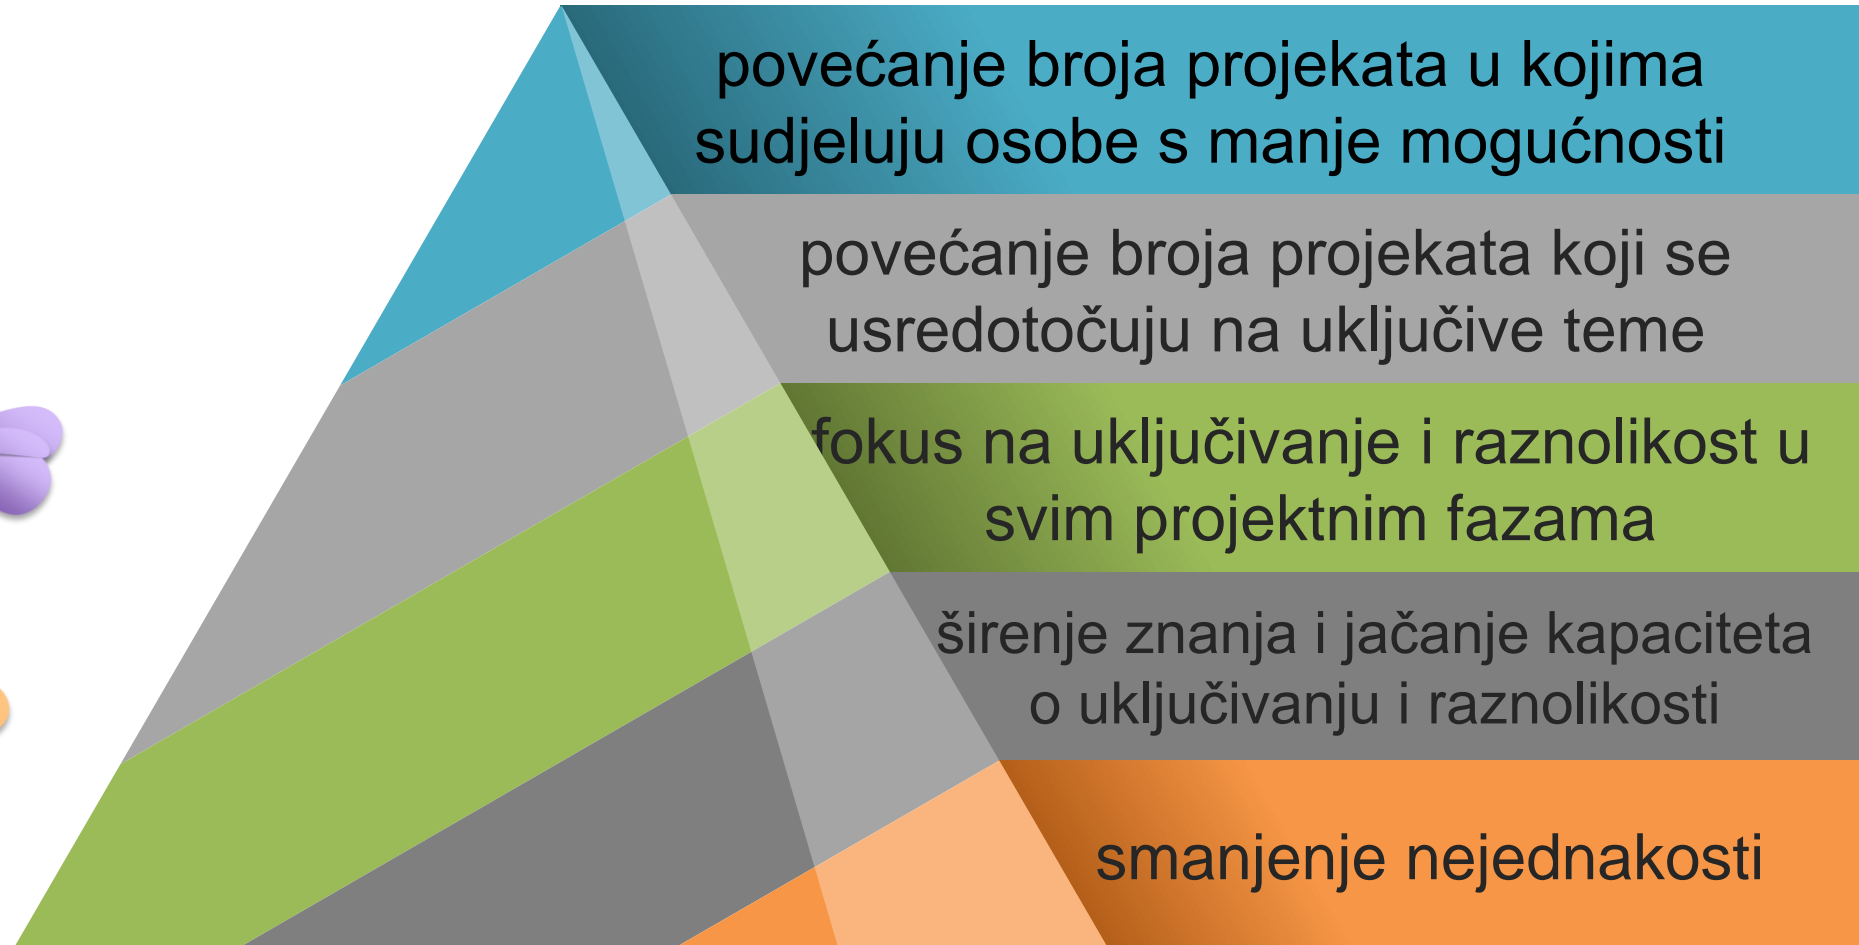 povećanje broja projekata u kojima
sudjeluju osobe s manje mogućnosti
povećanje broja projekata koji se
usredotočuju na uključive teme
fokus na uključivanje i raznolikost u
svim projektnim fazama
širenje znanja i jačanje kapaciteta
o uključivanju i raznolikosti
smanjenje nejednakosti